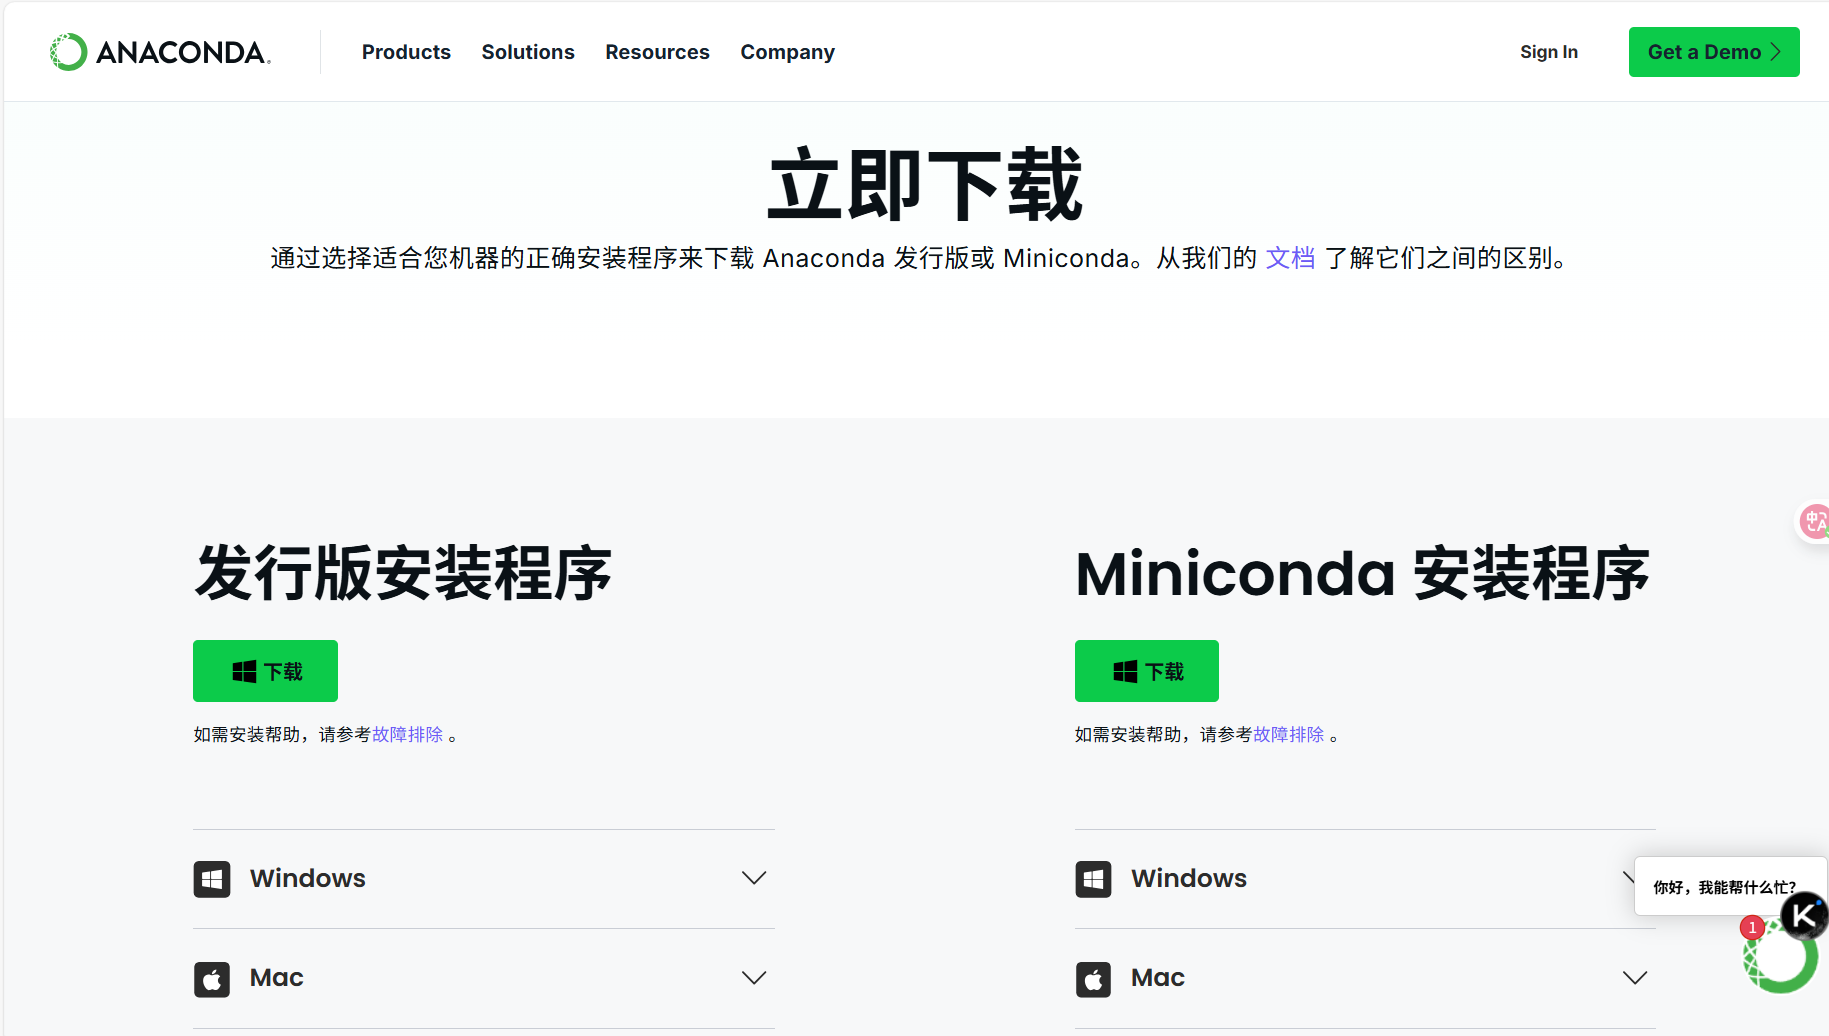 ANACONDA.
Products Solutions Resources Company
Sign In
Get a Demo
立即下载
通过选择适合您机器的正确安装程序来下载 Anaconda 发行版或 Miniconda。从我们的 文档 了解它们之间的区别。
发行版安装程序
下载
如需安装帮助，请参考故障排除 。
Windows
Mac
Miniconda 安装程序
下载
如需安装帮助，请参考故障排除 。
Windows
Mac
中A
你好，我能帮什么忙？
K
1